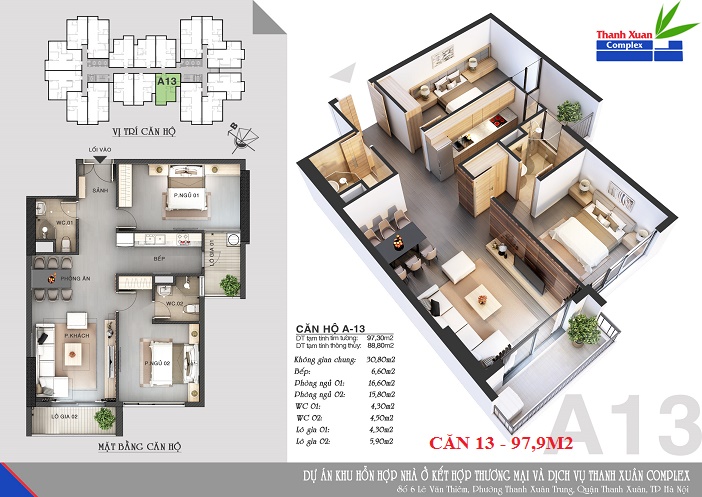 Thanh Xuan
Complex
A13
VỊ TRÍ CĂN HỘ
B
LỐI VÀO
SẢNH
P.NGỦ 01
WC.01
LÔ GIA 01
BẾP
PHÒNG ĂN
WC.02
P.KHÁCH
P.NGỦ 02
LÔ GIA 02
MẶT BẰNG CĂN HỘ
CĂN HỘ A-13
DT tạm tính tim tường: 97,30m2
DT tạm tính thông thủy: 88,80m2
Không gian chung: 30,80m2
Bếp: 6,60m2
Phòng ngủ 01: 16,60m2
Phòng ngủ 02: 15,80m2
WC 01: 4,30m2
WC 02: 4,50m2
Lô gia 01: 4,30m2
Lô gia 02: 5,90m2
CĂN 13 - 97,9M2
A13
DỰ ÁN KHU HỖN HỢP NHÀ Ở KẾT HỢP THƯƠNG MẠI VÀ DỊCH VỤ THANH XUÂN COMPLEX
Số 6 Lê Văn Thiêm, Phường Thanh Xuân Trung, Quận Thanh Xuân, TP Hà Nội